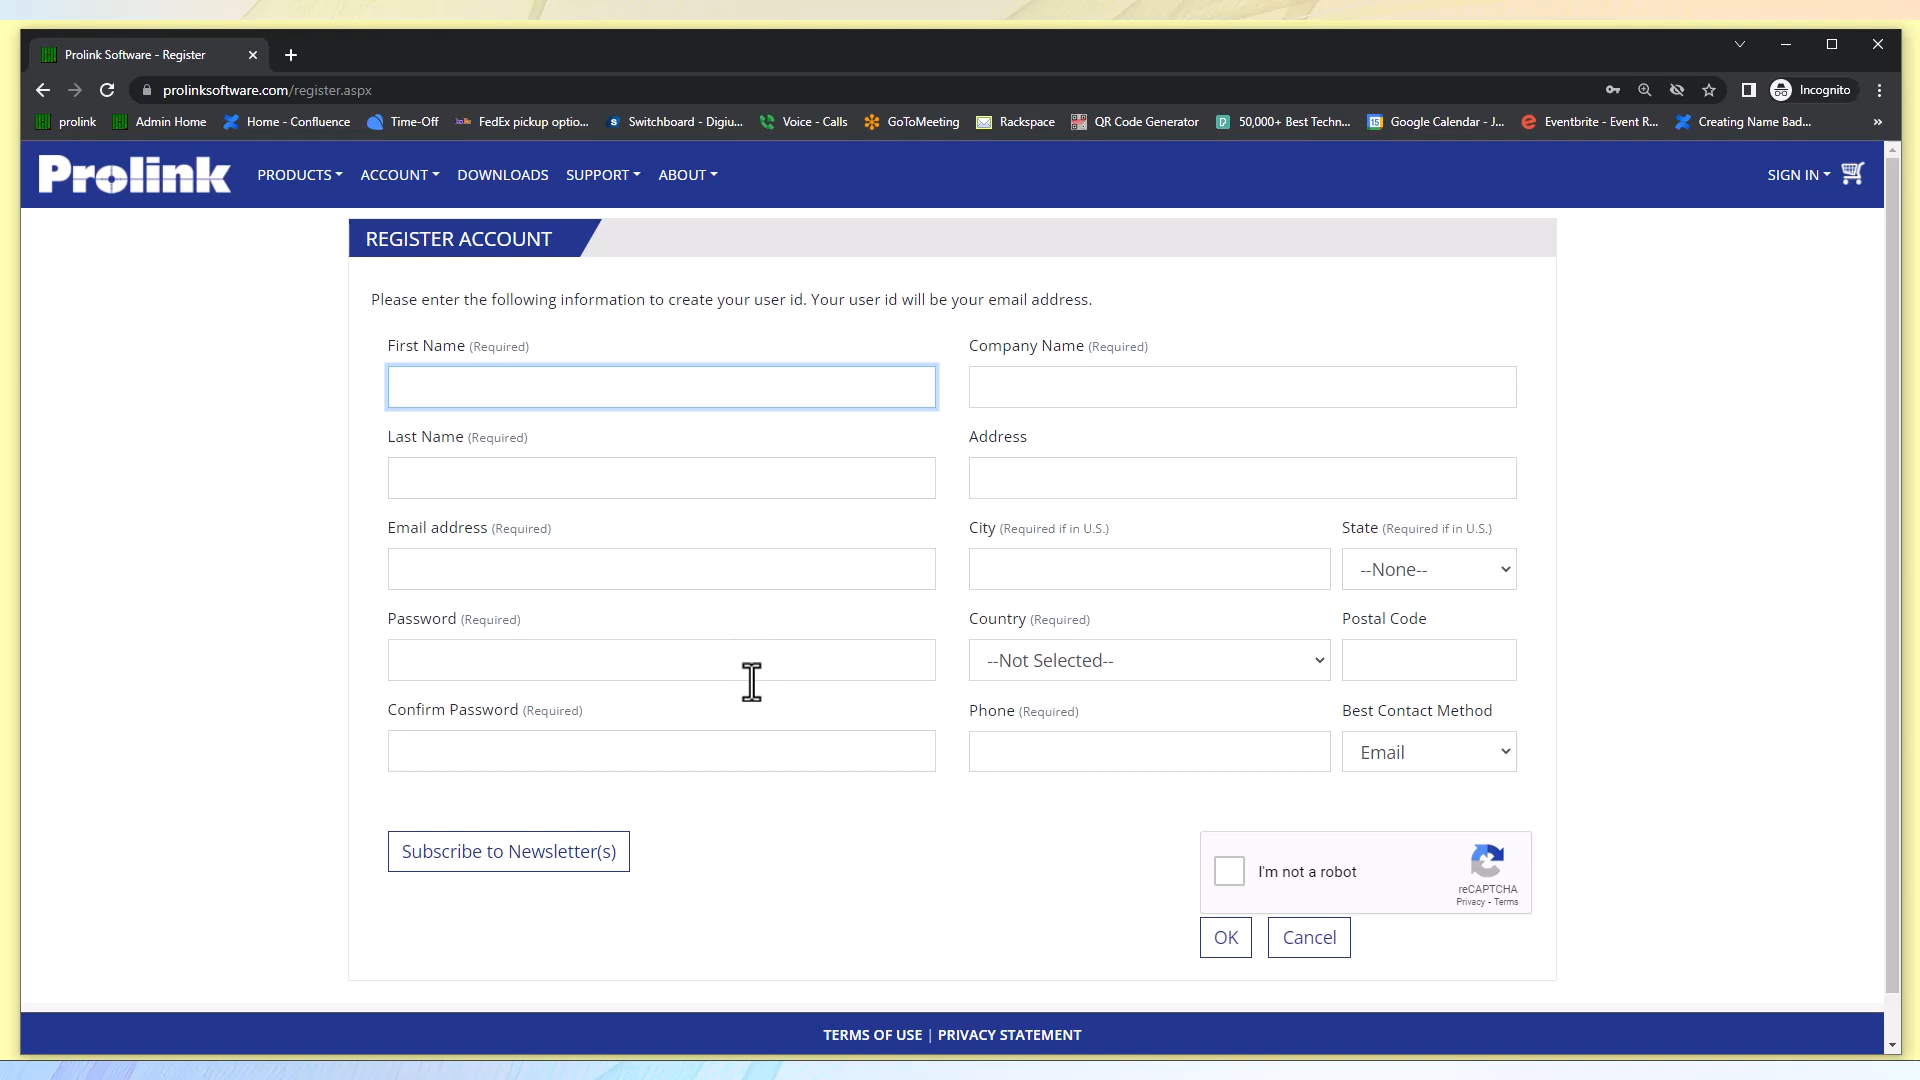 Prolink Software - Register
prolinksoftware.com/register.aspx
Incognito
prolink
Admin Home
Home - Confluence
Time-Off
FedEx pickup optio...
Switchboard - Digiu...
Voice - Calls
GoToMeeting
Rackspace
QR Code Generator
50,000+ Best Techn...
Google Calendar - J...
Eventbrite - Event R...
Creating Name Bad...
»
Prolink
PRODUCTS
ACCOUNT
DOWNLOADS
SUPPORT
ABOUT
SIGN IN
REGISTER ACCOUNT
Please enter the following information to create your user id. Your user id will be your email address.
First Name (Required)
Company Name (Required)
Last Name (Required)
Address
Email address (Required)
City (Required if in U.S.)
State (Required if in U.S.)
--None--
Password (Required)
Country (Required)
Postal Code
--Not Selected--
Confirm Password (Required)
Phone (Required)
Best Contact Method
Email
Subscribe to Newsletter(s)
I'm not a robot
reCAPTCHA
Privacy - Terms
OK
Cancel
TERMS OF USE | PRIVACY STATEMENT